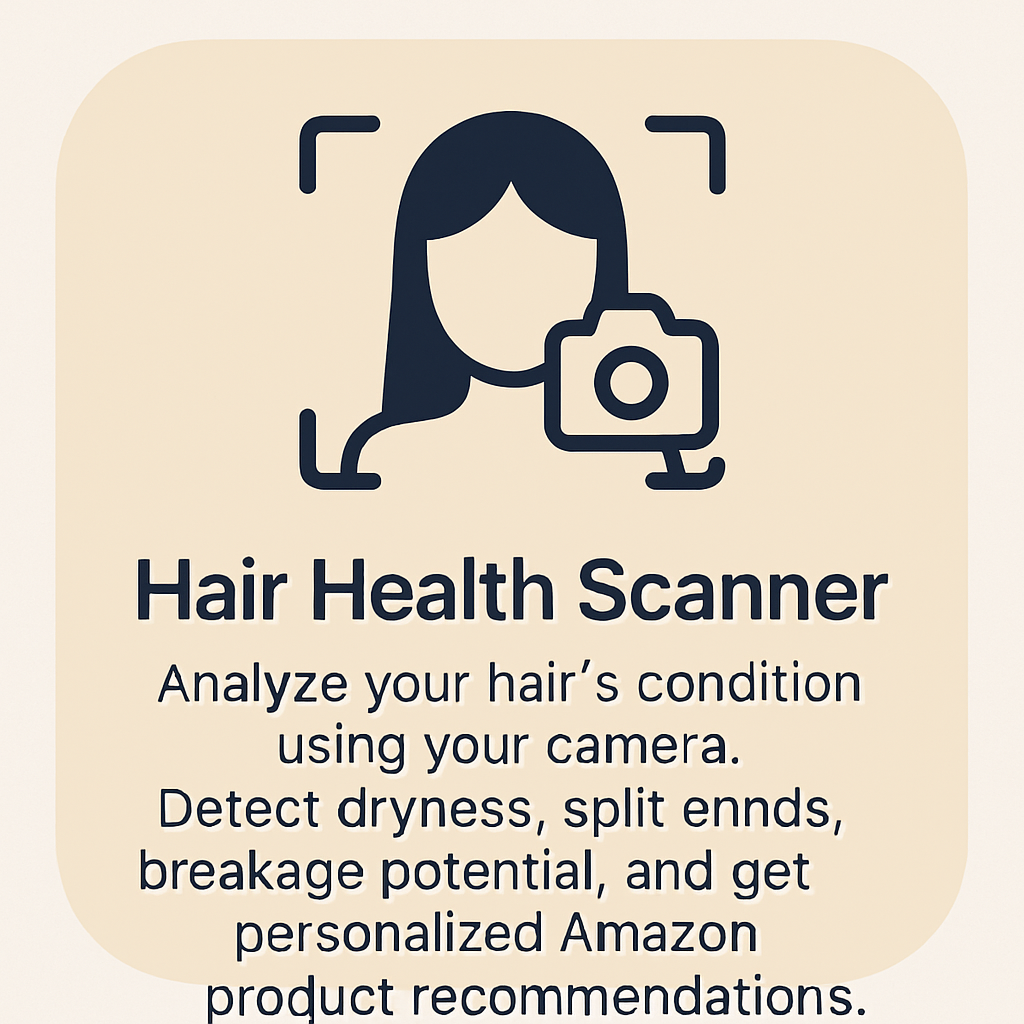 Hair Health Scanner
Analyze your hair’s condition
using your camera.
Detect dryness, split ennds,
breakage potential, and get
personalized Amazon
product recommendations.